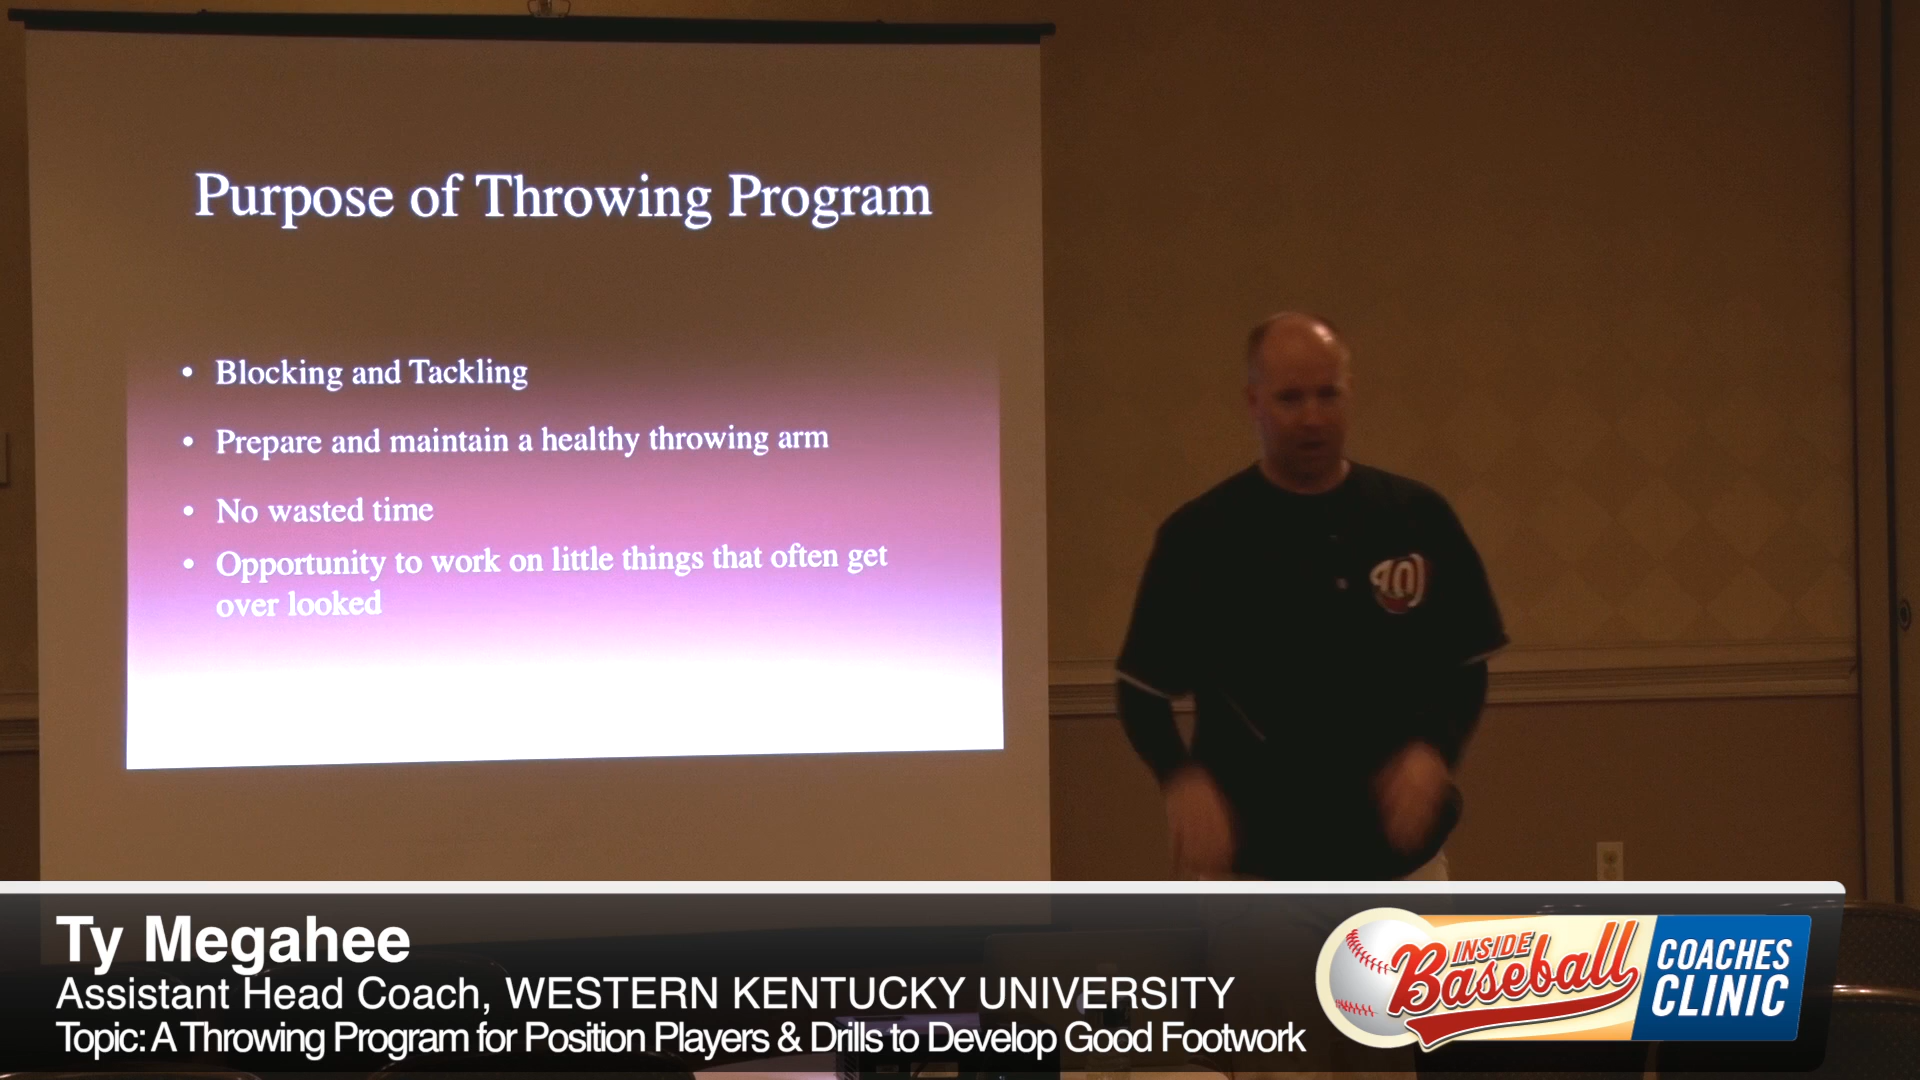 Purpose of Throwing Program
• Blocking and Tackling
• Prepare and maintain a healthy throwing arm
• No wasted time
• Opportunity to work on little things that often get
over looked
Ty Megahee
Assistant Head Coach, WESTERN KENTUCKY UNIVERSITY
Topic: A Throwing Program for Position Players & Drills to Develop Good Footwork
INSIDE
Baseball
COACHES
CLINIC